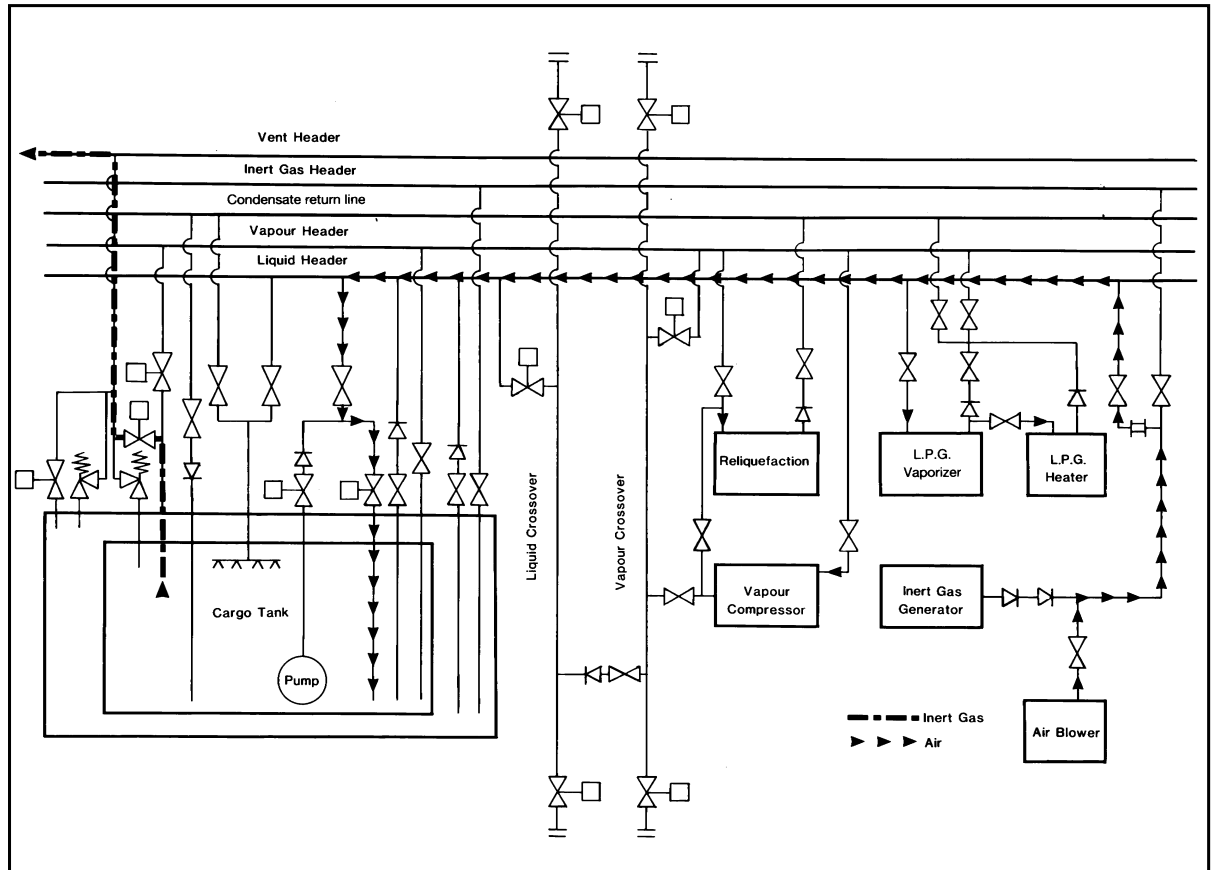 Vent Header
Inert Gas Header
Condensate return line
Vapour Header
Liquid Header
Liquid Crossover
Vapour Crossover
Reliquefaction
L.P.G.
Vaporizer
L.P.G.
Heater
Cargo Tank
Vapour
Compressor
Inert Gas
Generator
Pump
Inert Gas
Air
Air Blower